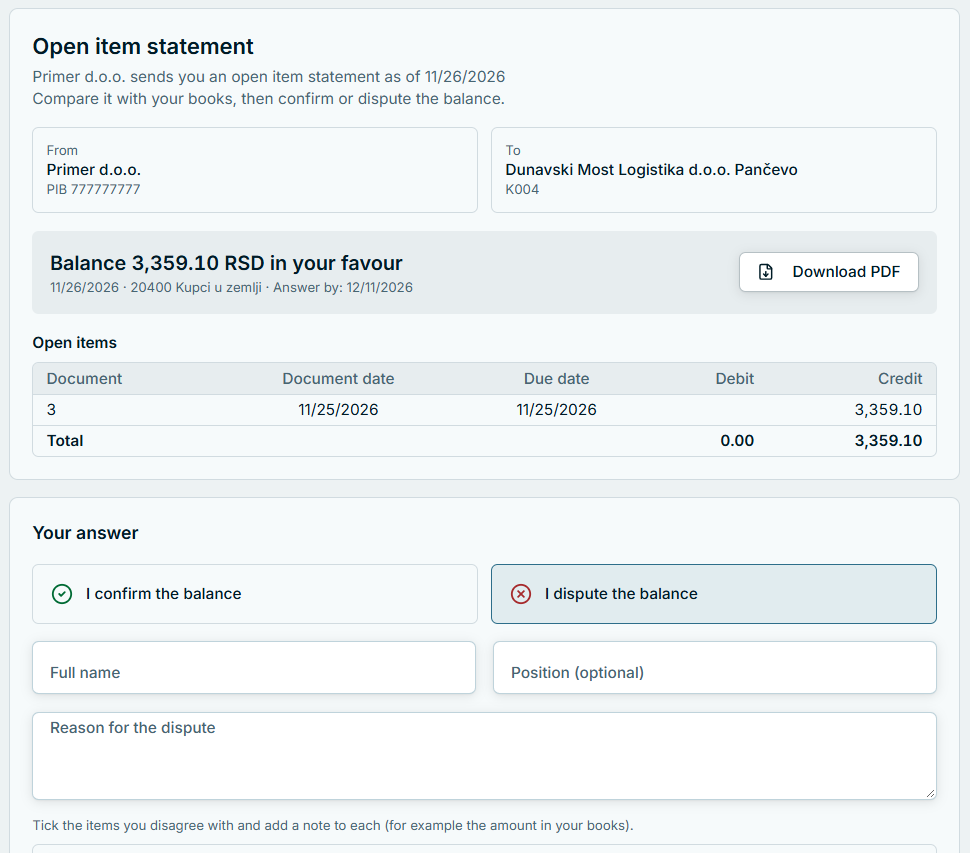 Open item statement
Primer d.o.o. sends you an open item statement as of 11/26/2026
Compare it with your books, then confirm or dispute the balance.
From
Primer d.o.o.
PIB 777777777
To
Dunavski Most Logistika d.o.o. Pančevo
K004
Balance 3,359.10 RSD in your favour
11/26/2026 · 20400 Kupci u zemlji · Answer by: 12/11/2026
Download PDF
Open items
Document Document date Due date Debit Credit
3 11/25/2026 11/25/2026 3,359.10
Total 0.00 3,359.10
Your answer
I confirm the balance
I dispute the balance
Full name
Position (optional)
Reason for the dispute
Tick the items you disagree with and add a note to each (for example the amount in your books).